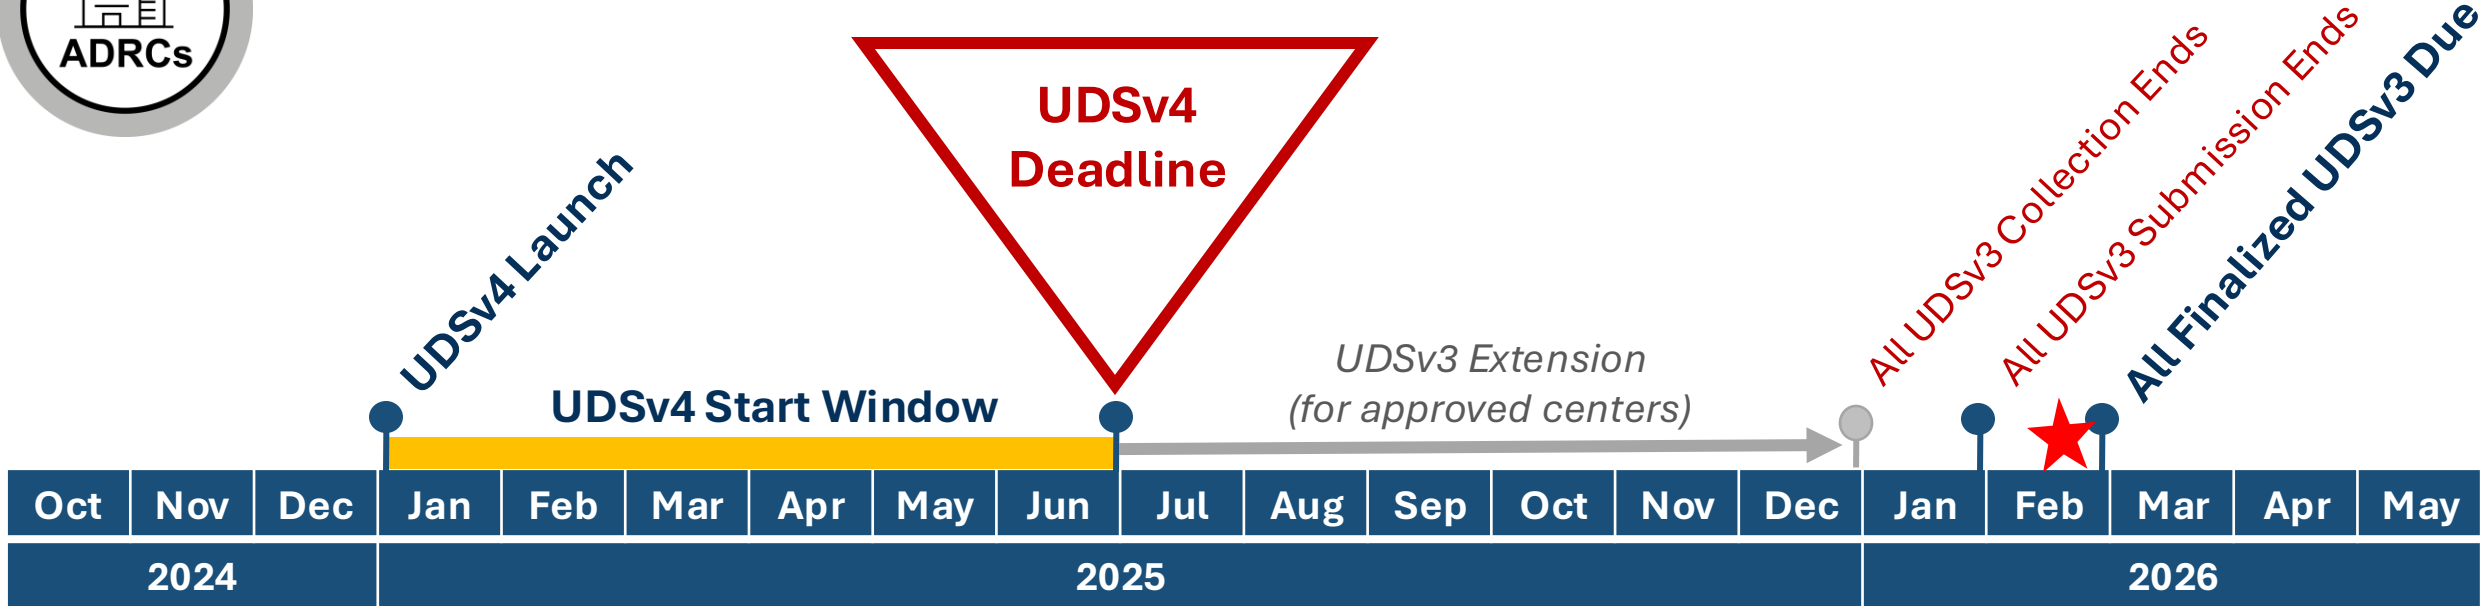 ADRCs
UDSv4 Launch
UDSv4 Start Window
UDSv4
Deadline
UDSv3 Extension
(for approved centers)
All UDSv3 Collection Ends
All UDSv3 Submission Ends
All Finalized UDSv3 Due
Oct Nov Dec Jan Feb Mar Apr May Jun Jul Aug Sep Oct Nov Dec Jan Feb Mar Apr May
2024 2025 2026